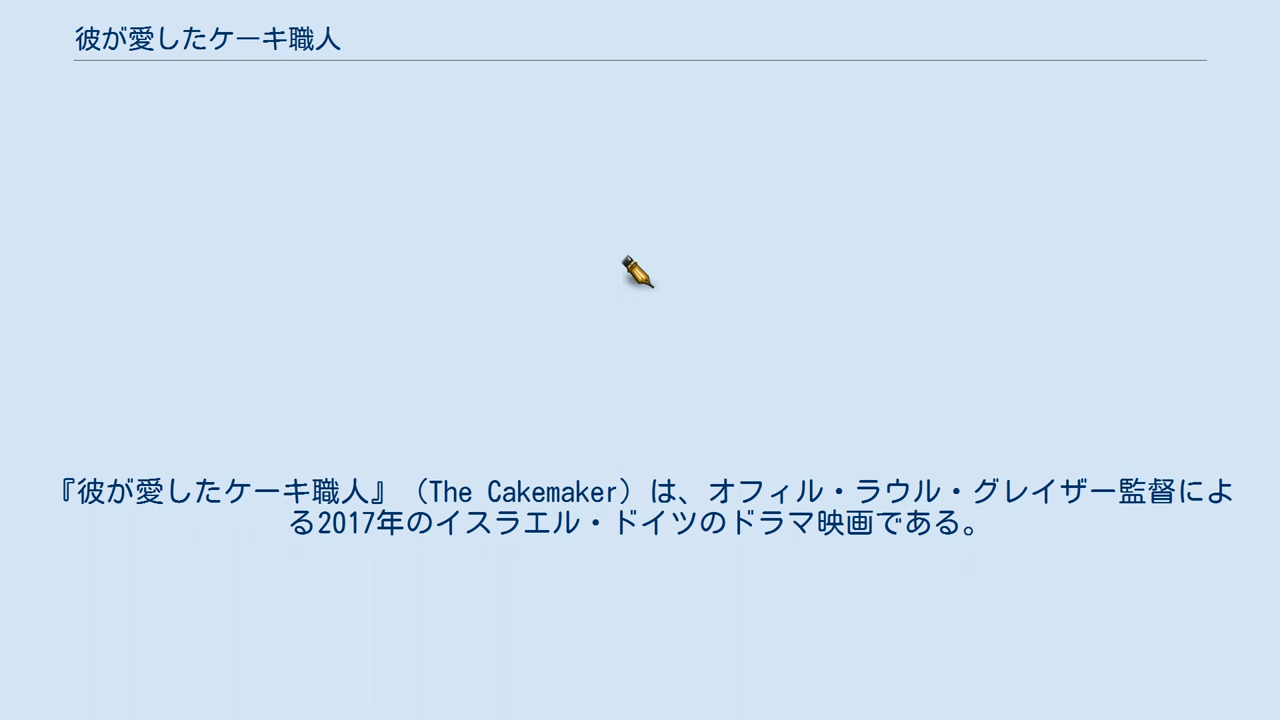 彼が愛したケーキ職人
『彼が愛したケーキ職人』（The Cakemaker）は、オフィル・ラウル・グレイザー監督によ
る2017年のイスラエル・ドイツのドラマ映画である。